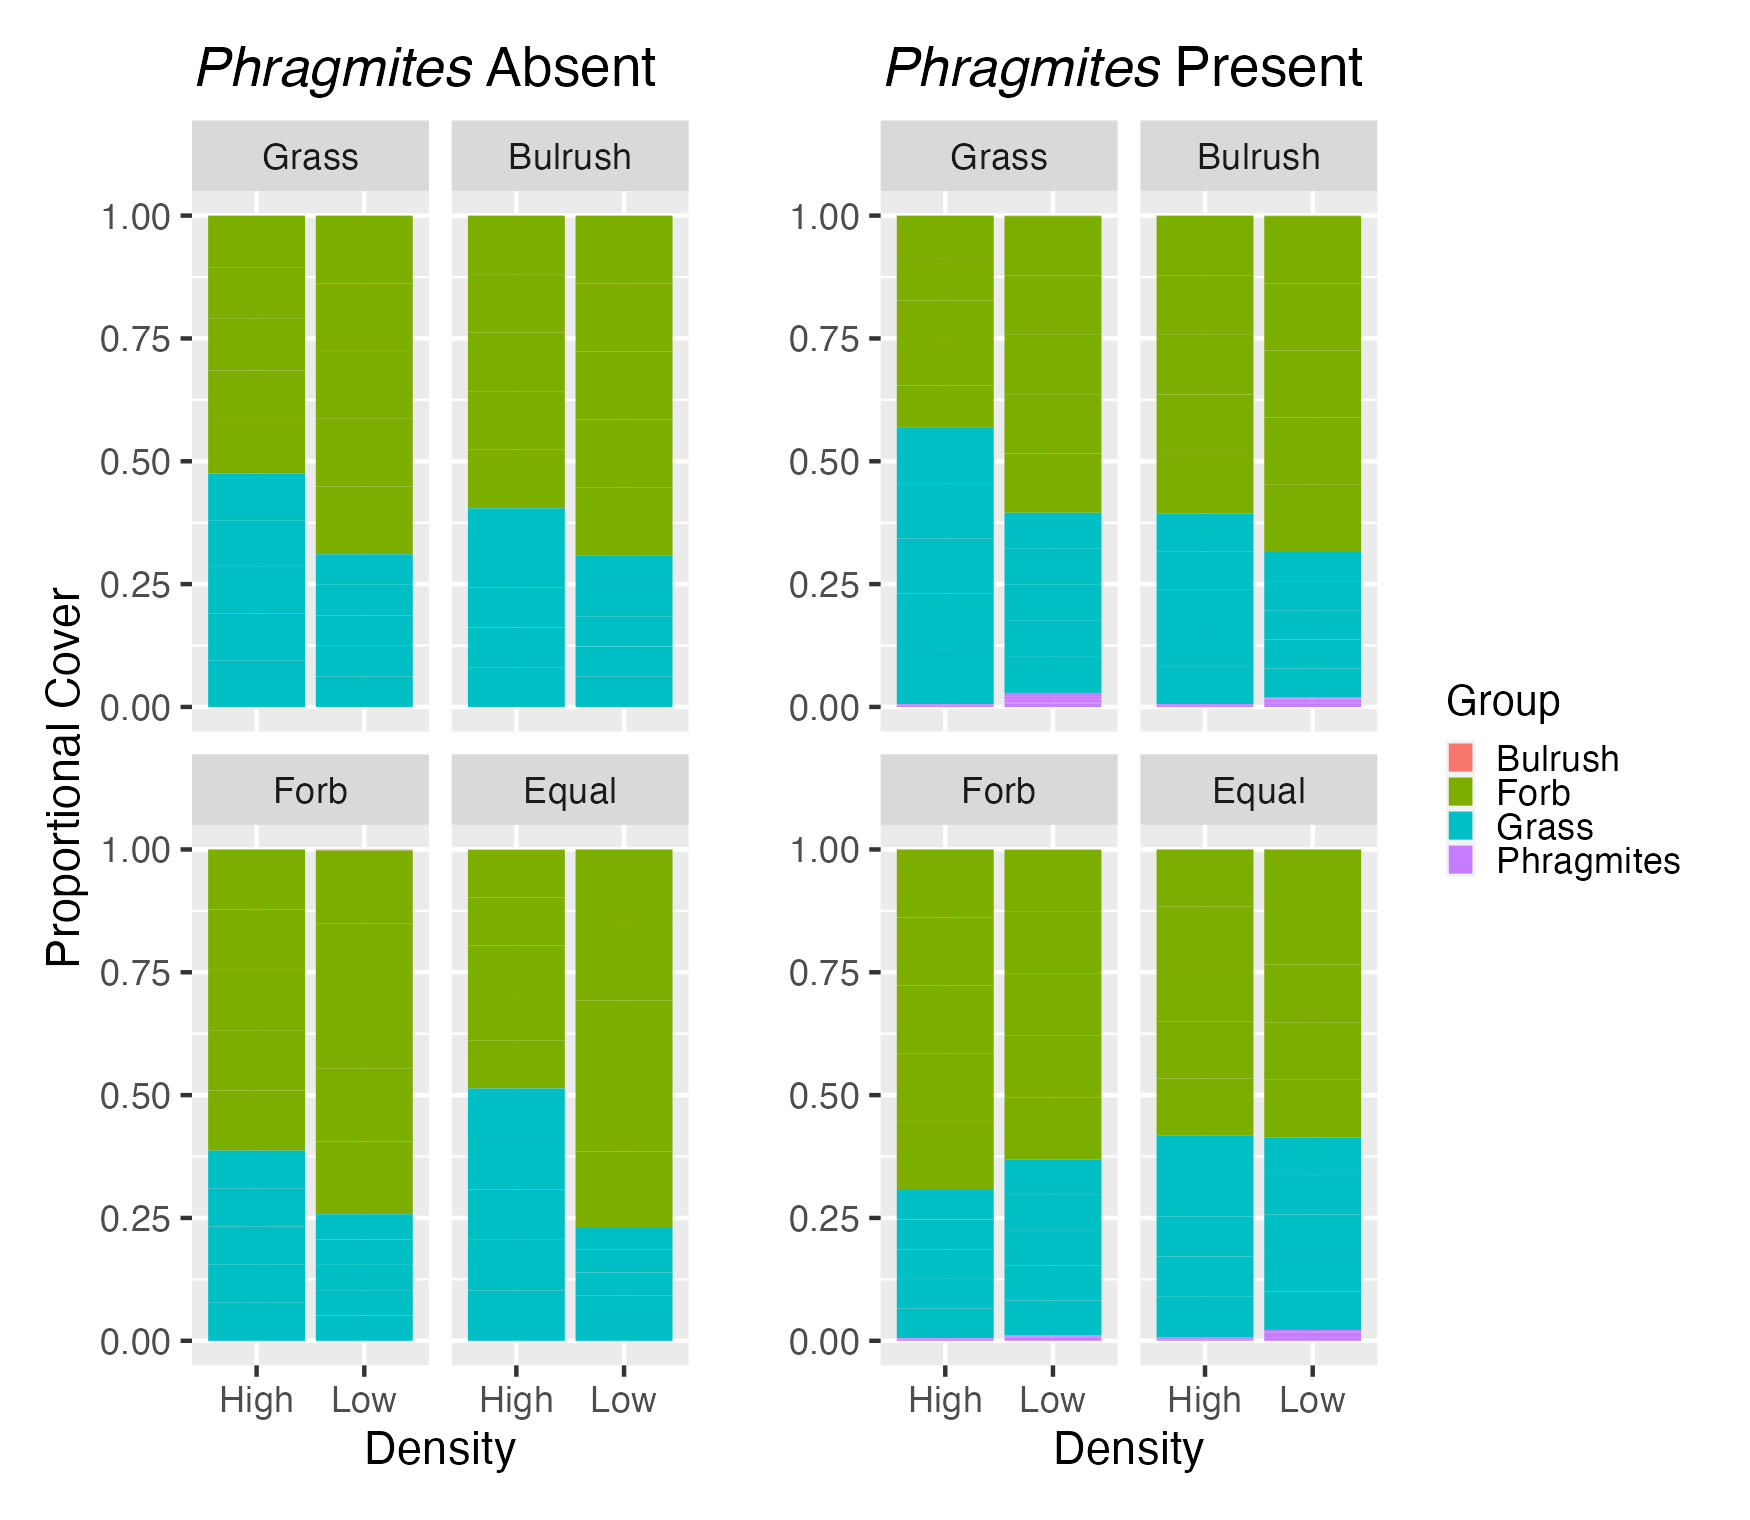 Phragmites Absent
Phragmites Present
Grass Bulrush
Grass Bulrush
1.00
0.75
0.50
0.25
0.00
1.00
0.75
0.50
0.25
0.00
Forb Equal
Forb Equal
1.00
0.75
0.50
0.25
0.00
1.00
0.75
0.50
0.25
0.00
High Low High Low
High Low High Low
Density
Density
Proportional Cover
Group
Bulrush
Forb
Grass
Phragmites